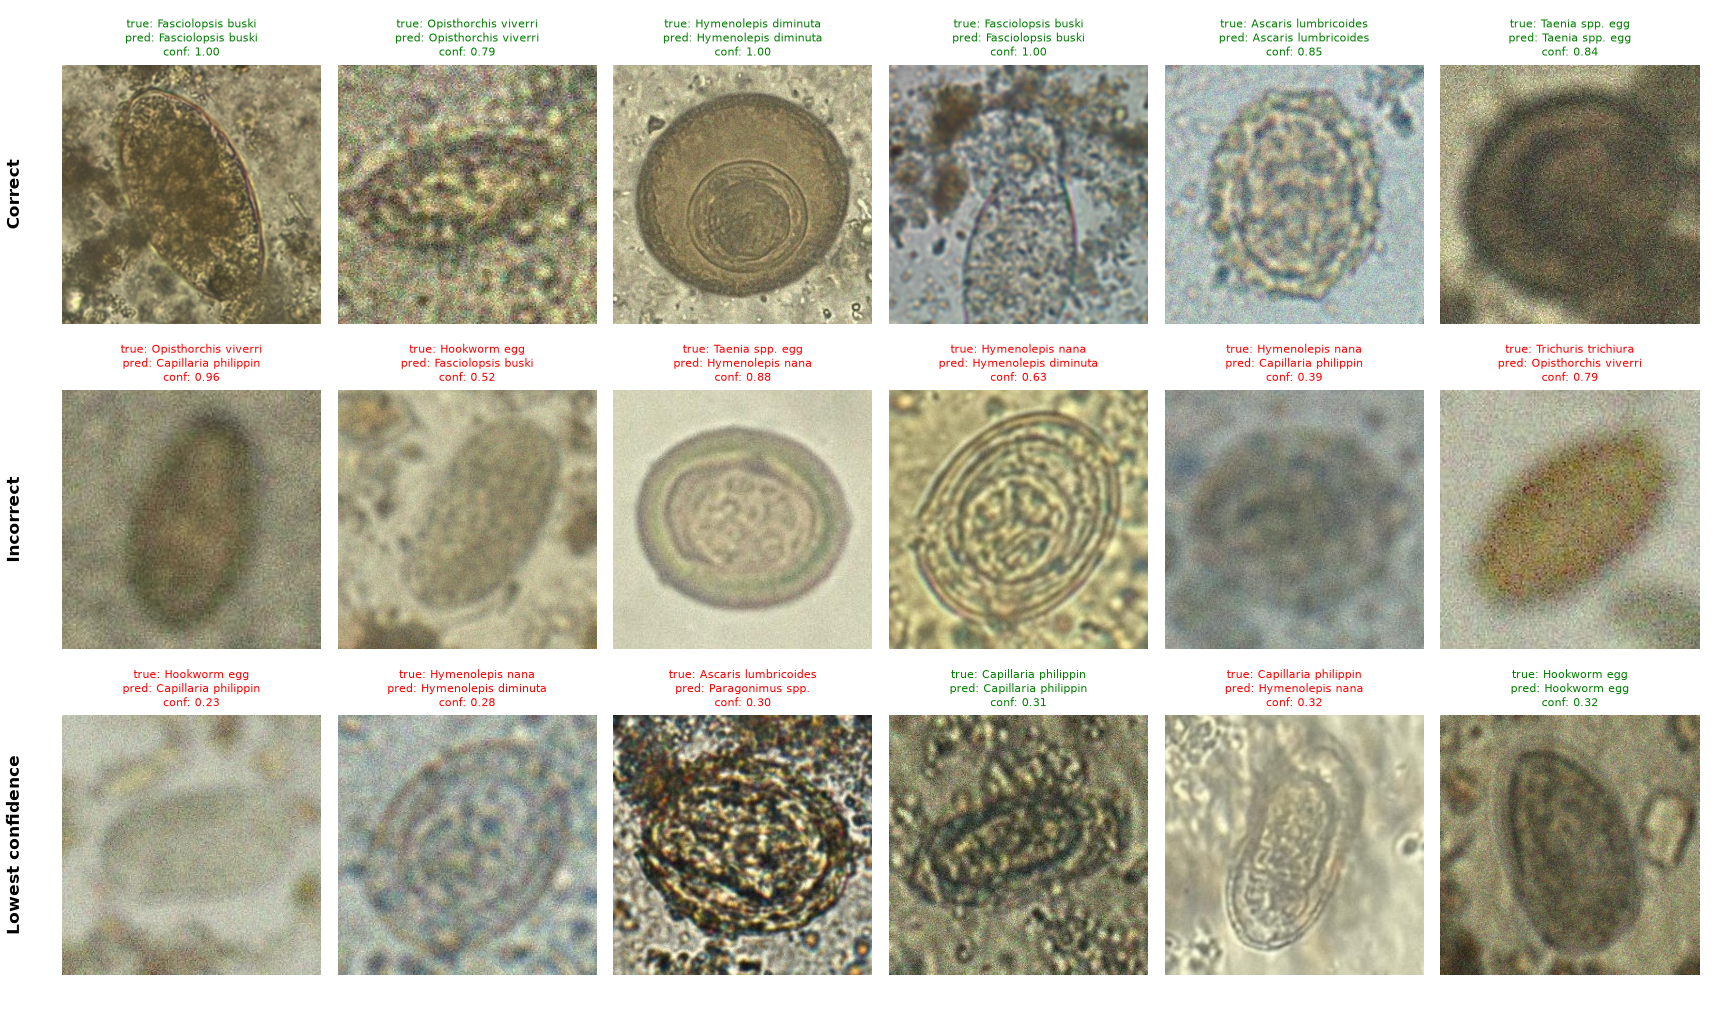 true: Fasciolopsis buski
pred: Fasciolopsis buski
conf: 1.00
true: Opisthorchis viverri
pred: Opisthorchis viverri
conf: 0.79
true: Hymenolepis diminuta
pred: Hymenolepis diminuta
conf: 1.00
true: Fasciolopsis buski
pred: Fasciolopsis buski
conf: 1.00
true: Ascaris lumbricoides
pred: Ascaris lumbricoides
conf: 0.85
true: Taenia spp. egg
pred: Taenia spp. egg
conf: 0.84
Correct
true: Opisthorchis viverri
pred: Capillaria philippin
conf: 0.96
true: Hookworm egg
pred: Fasciolopsis buski
conf: 0.52
true: Taenia spp. egg
pred: Hymenolepis nana
conf: 0.88
true: Hymenolepis nana
pred: Hymenolepis diminuta
conf: 0.63
true: Hymenolepis nana
pred: Capillaria philippin
conf: 0.39
true: Trichuris trichiura
pred: Opisthorchis viverri
conf: 0.79
Incorrect
true: Hookworm egg
pred: Capillaria philippin
conf: 0.23
true: Hymenolepis nana
pred: Hymenolepis diminuta
conf: 0.28
true: Ascaris lumbricoides
pred: Paragonimus spp.
conf: 0.30
true: Capillaria philippin
pred: Capillaria philippin
conf: 0.31
true: Capillaria philippin
pred: Hymenolepis nana
conf: 0.32
true: Hookworm egg
pred: Hookworm egg
conf: 0.32
Lowest confidence